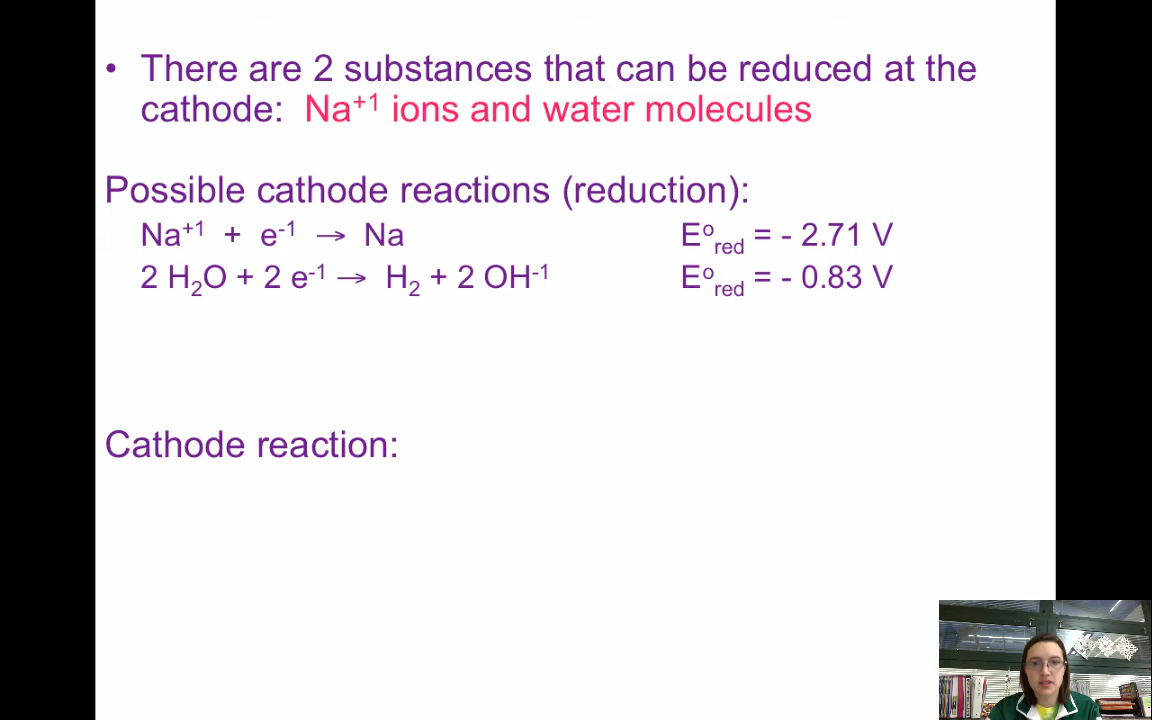 • There are 2 substances that can be reduced at the
cathode: Na⁺¹ ions and water molecules
Possible cathode reactions (reduction):
Na⁺¹ + e⁻¹ → Na E°red = - 2.71 V
2 H₂O + 2 e⁻¹ → H₂ + 2 OH⁻¹ E°red = - 0.83 V
Cathode reaction: